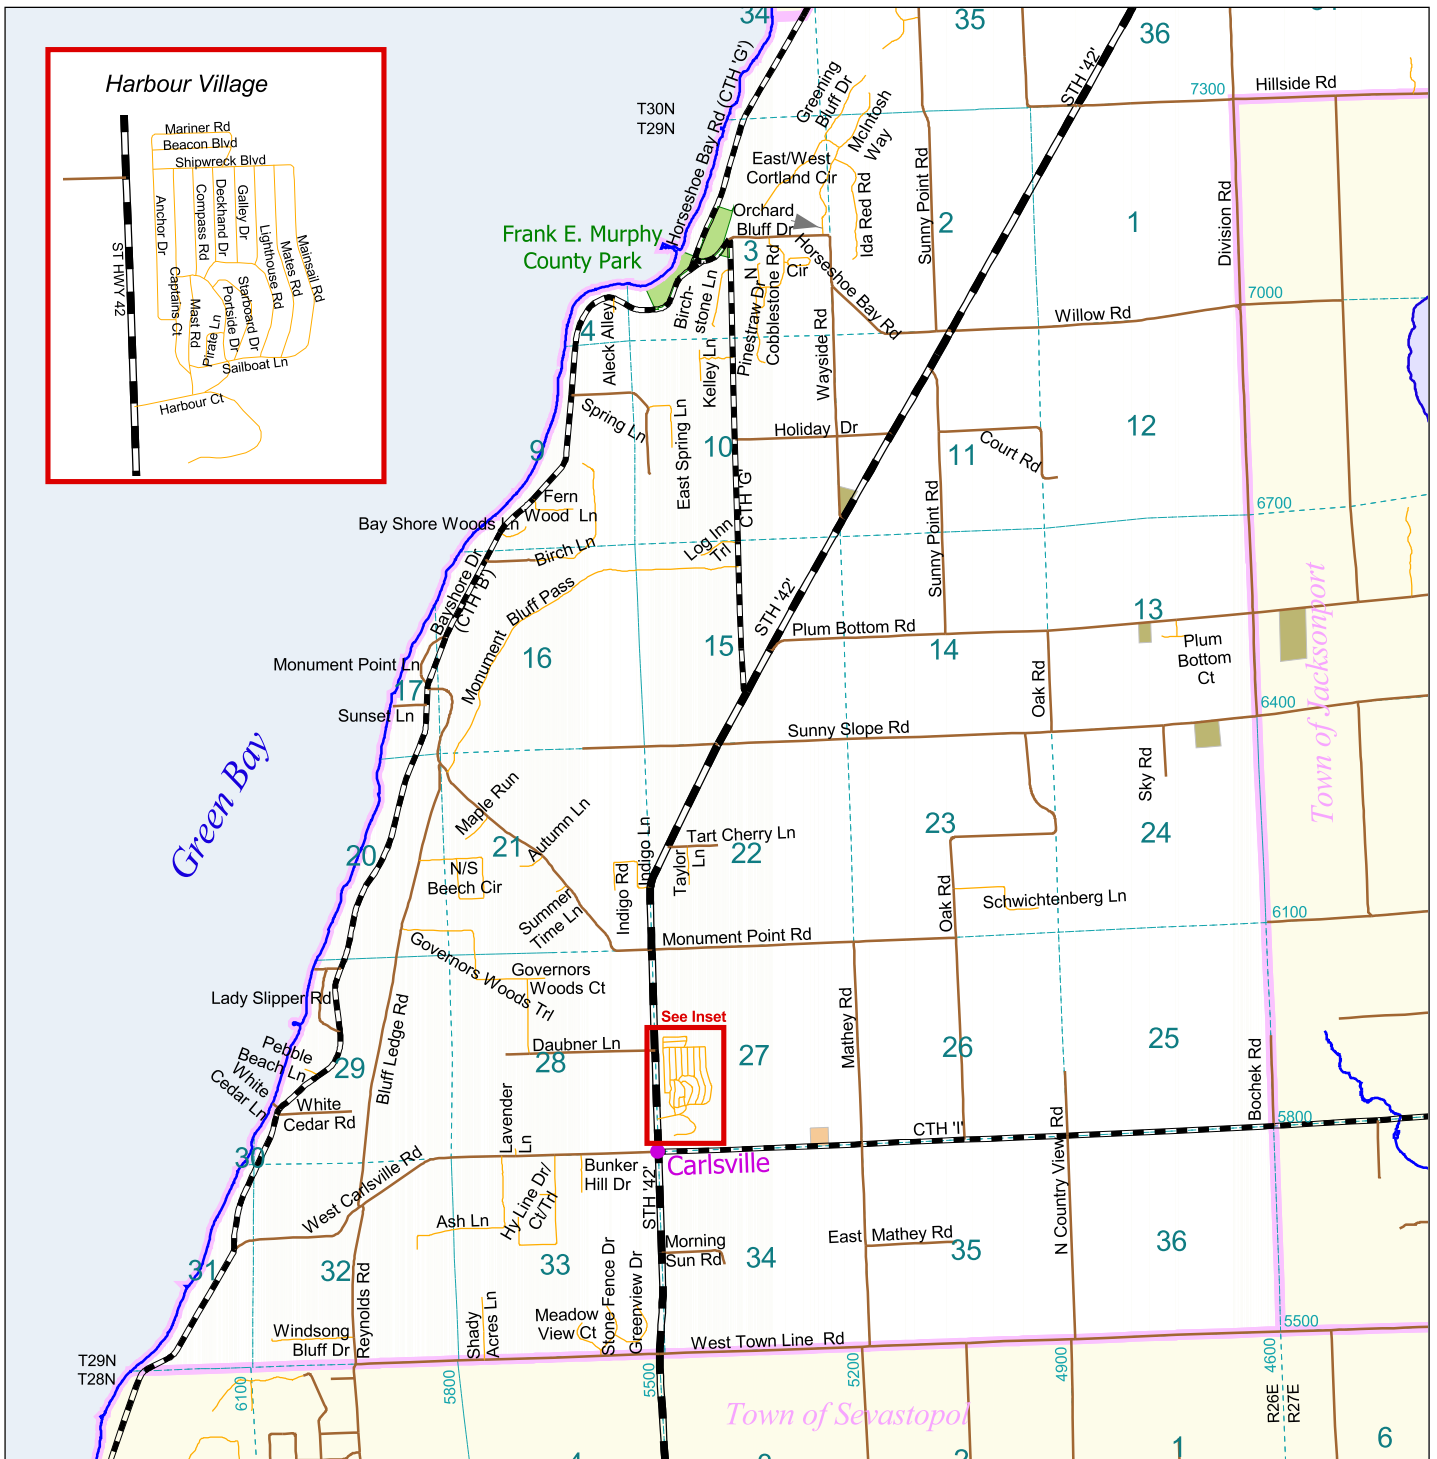 Harbour Village
Mariner Rd
Beacon Blvd
Shipwreck Blvd
Anchor Dr
Compass Rd
Deckhand Dr
Galley Dr
Lighthouse Rd
Mates Rd
Mainsail Rd
ST HWY 42
Captains Ct
Mast Rd
Pirate Ln
Portside Dr
Starboard Dr
Sailboat Ln
Harbour Ct
34
35
36
T30N
T29N
Horseshoe Bay Rd (CTH 'G')
Greening
Bluff Dr
McIntosh
Way
STH '42'
7300
Hillside Rd
East/West
Cortland Cir
Ida Red Rd
Sunny Point Rd
2
1
Division Rd
Orchard
Bluff Dr
Frank E. Murphy
County Park
3
N
Cir
Horseshoe Bay Rd
Birch-
stone Ln
Pinestraw Dr
Cobblestone Rd
7000
Willow Rd
4
Aleck Alley
Kelley Ln
Wayside Rd
Spring Ln
East Spring Ln
Holiday Dr
12
11
Court Rd
9
10
CTH 'G'
Fern
Wood Ln
Bay Shore Woods Ln
6700
Log Inn
Trl
Birch Ln
Sunny Point Rd
Bayshore Dr
(CTH 'B')
Monument Bluff Pass
STH '42'
13
Plum Bottom Rd
Plum
Bottom
Ct
Town of Jacksonport
15
14
16
Monument Point Ln
17
Sunset Ln
Oak Rd
6400
Sunny Slope Rd
Sky Rd
Green Bay
Maple Run
Autumn Ln
Indigo Ln
Tart Cherry Ln
23
24
20
21
22
Taylor
Ln
N/S
Beech Cir
Indigo Rd
Summer
Time Ln
Oak Rd
Schwichtenberg Ln
6100
Governors Woods Trl
Monument Point Rd
Governors
Woods Ct
Lady Slipper Rd
Bluff Ledge Rd
Mathey Rd
See Inset
Daubner Ln
28
27
26
25
Pebble
Beach Ln
29
White
Cedar Ln
Bochek Rd
White
Cedar Rd
Lavender
Ln
CTH 'I'
5800
30
West Carlsville Rd
Bunker
Hill Dr
Carlsville
N Country View Rd
Hy Line Dr/
Ct/Trl
STH '42'
Ash Ln
Morning
Sun Rd
East Mathey Rd
31
32
33
34
35
36
Reynolds Rd
Shady
Acres Ln
Meadow
View Ct
Stone Fence Dr
Greenview Dr
Windsong
Bluff Dr
West Town Line Rd
5500
T29N
T28N
6100
5800
5500
5200
4900
4600
R26E
R27E
Town of Sevastopol
1
6